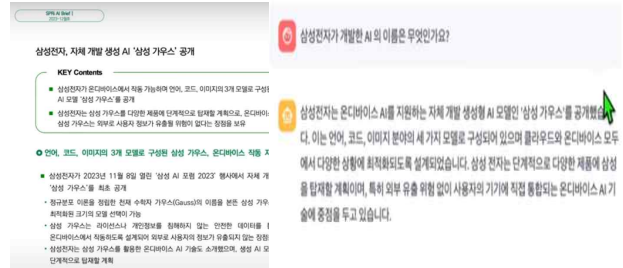 SPRi AI Brief |
2023-12월호
삼성전자, 자체 개발 생성 AI '삼성 가우스' 공개
KEY Contents
■ 삼성전자가 온디바이스에서 작동 가능하며 언어, 코드, 이미지의 3개 모델로 구성된
AI 모델 '삼성 가우스'를 공개
■ 삼성전자는 삼성 가우스를 다양한 제품에 단계적으로 탑재할 계획으로, 온디바이스
삼성 가우스는 외부로 사용자 정보가 유출될 위험이 없다는 장점을 보유
언어, 코드, 이미지의 3개 모델로 구성된 삼성 가우스, 온디바이스 작동
■ 삼성전자가 2023년 11월 8일 열린 '삼성 AI 포럼 2023' 행사에서 자체
'삼성 가우스'를 최초 공개
• 정규분포 이론을 정립한 천재 수학자 가우스(Gauss)의 이름을 본뜬 삼성
최적화된 크기의 모델 선택이 가능
• 삼성 가우스는 라이선스나 개인정보를 침해하지 않는 안전한 데이터를
온디바이스에서 작동하도록 설계되어 외부로 사용자의 정보가 유출되지 않는
• 삼성전자는 삼성 가우스를 활용한 온디바이스 AI 기술도 소개했으며, 생성 AI
단계적으로 탑재할 계획
삼성전자가 개발한 AI 의 이름은 무엇인가요?
삼성전자는 온디바이스 AI를 지원하는 자체 개발 생성형 AI 모델인 '삼성 가우스'를 공개했습니
다. 이는 언어, 코드, 이미지 분야의 세 가지 모델로 구성되어 있으며 클라우드와 온디바이스 모두
에서 다양한 상황에 최적화되도록 설계되었습니다. 삼성 전자는 단계적으로 다양한 제품에 삼성
을 탑재할 계획이며, 특히 외부 유출 위험 없이 사용자의 기기에 직접 통합되는 온디바이스 AI 기
술에 중점을 두고 있습니다.